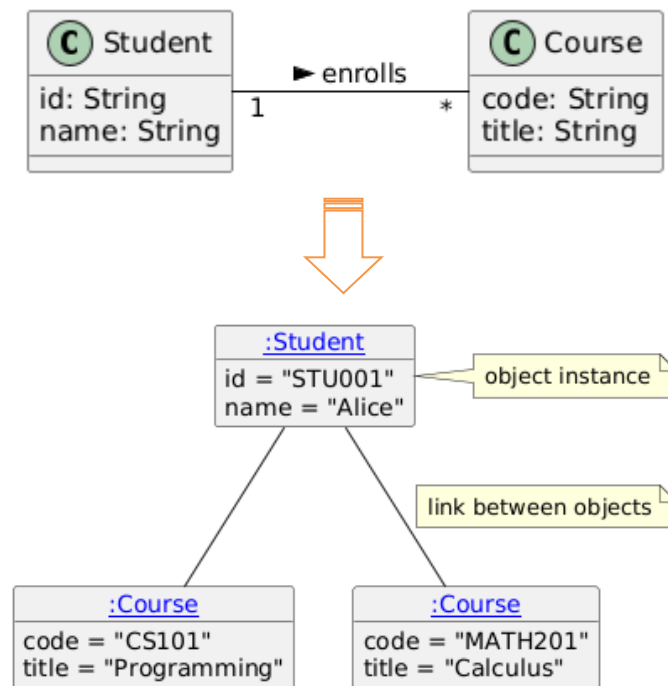 C Student
id: String
name: String
► enrolls
1
*
C Course
code: String
title: String
:Student
id = "STU001"
name = "Alice"
object instance
link between objects
:Course
code = "CS101"
title = "Programming"
:Course
code = "MATH201"
title = "Calculus"